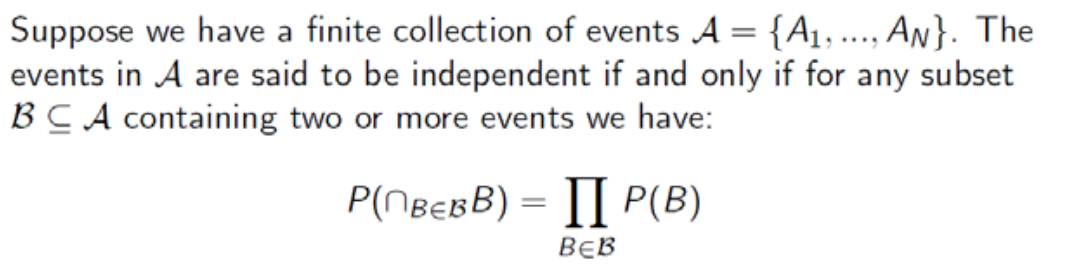 Suppose we have a finite collection of events 𝒜 = {A₁, ..., A_N}. The
events in 𝒜 are said to be independent if and only if for any subset
ℬ ⊆ 𝒜 containing two or more events we have:
P(∩_{B∈ℬ}B) = ∏_{B∈ℬ} P(B)